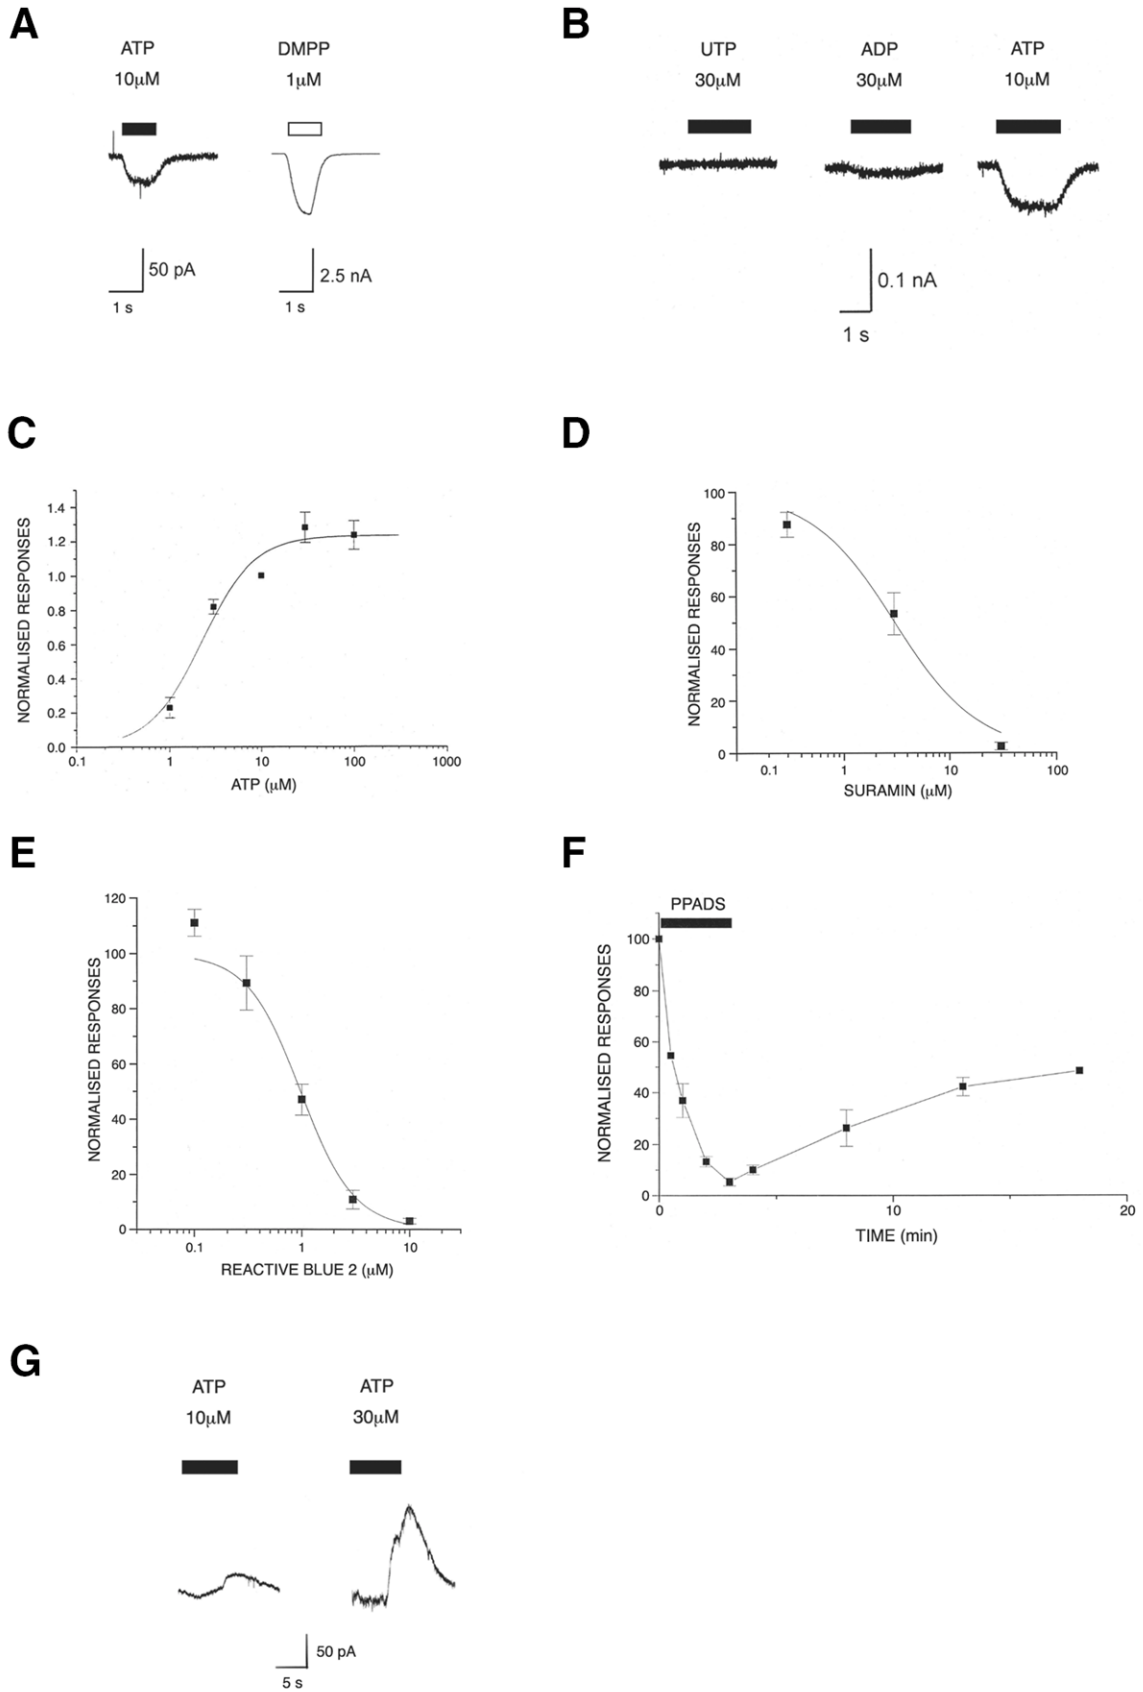 A
ATP
10μM
DMPP
1μM
50 pA
1 s
2.5 nA
1 s
B
UTP
30μM
ADP
30μM
ATP
10μM
0.1 nA
1 s
C
NORMALISED RESPONSES
1.4
1.2
1.0
0.8
0.6
0.4
0.2
0.0
0.1
1
10
100
1000
ATP (μM)
D
NORMALISED RESPONSES
100
80
60
40
20
0
0.1
1
10
100
SURAMIN (μM)
E
NORMALISED RESPONSES
120
100
80
60
40
20
0
0.1
1
10
REACTIVE BLUE 2 (μM)
F
PPADS
NORMALISED RESPONSES
100
80
60
40
20
0
0
10
20
TIME (min)
G
ATP
10μM
ATP
30μM
50 pA
5 s